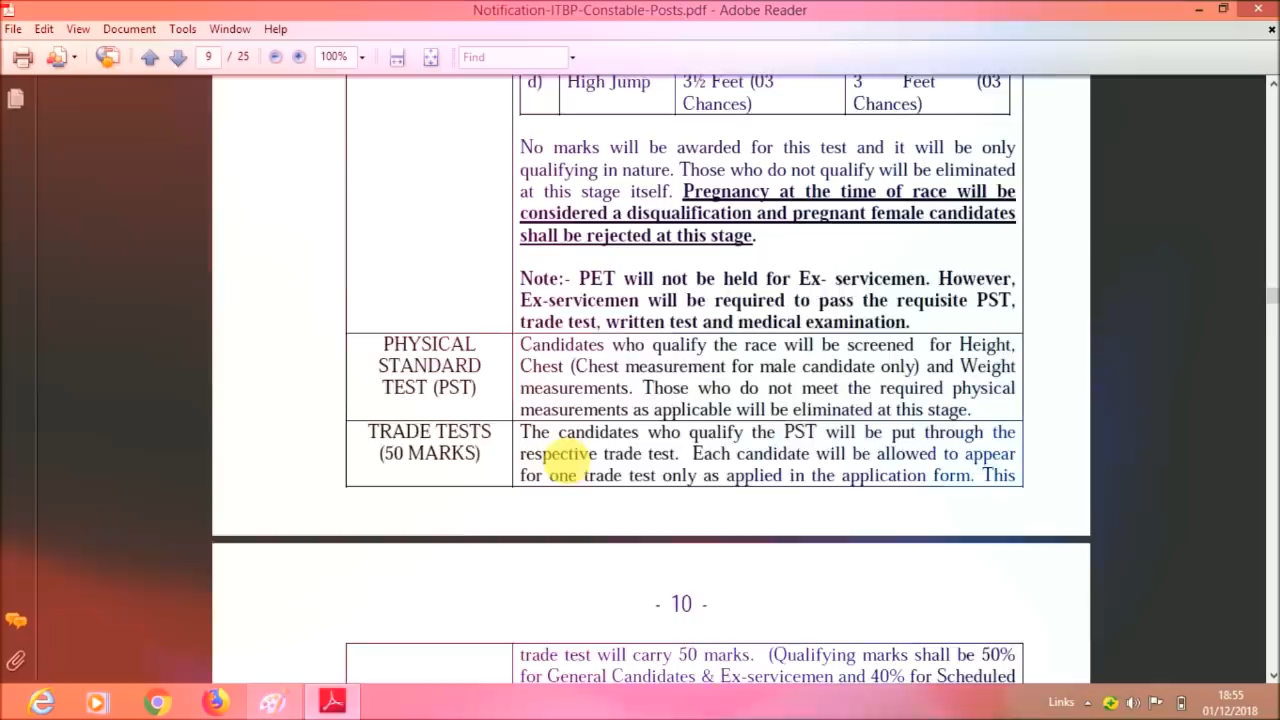 Notification-ITBP-Constable-Posts.pdf - Adobe Reader
File Edit View Document Tools Window Help
9 / 25 100% Find
d) High Jump 3½ Feet (03 Chances) 3 Feet (03 Chances)
No marks will be awarded for this test and it will be only
qualifying in nature. Those who do not qualify will be eliminated
at this stage itself. Pregnancy at the time of race will be
considered a disqualification and pregnant female candidates
shall be rejected at this stage.
Note:- PET will not be held for Ex- servicemen. However,
Ex-servicemen will be required to pass the requisite PST,
trade test, written test and medical examination.
PHYSICAL
STANDARD
TEST (PST)
Candidates who qualify the race will be screened for Height,
Chest (Chest measurement for male candidate only) and Weight
measurements. Those who do not meet the required physical
measurements as applicable will be eliminated at this stage.
TRADE TESTS
(50 MARKS)
The candidates who qualify the PST will be put through the
respective trade test. Each candidate will be allowed to appear
for one trade test only as applied in the application form. This
- 10 -
trade test will carry 50 marks. (Qualifying marks shall be 50%
for General Candidates & Ex-servicemen and 40% for Scheduled
Links 18:55
01/12/2018